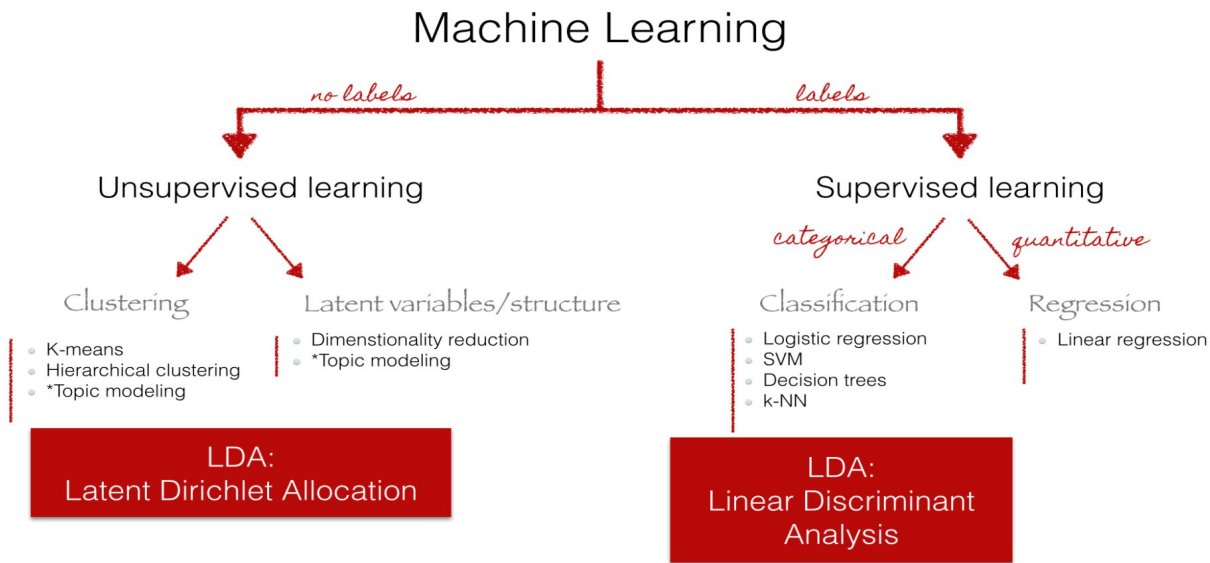 Machine Learning
no labels
labels
Unsupervised learning
Supervised learning
categorical
quantitative
Clustering
K-means
Hierarchical clustering
*Topic modeling
Latent variables/structure
Dimenstionality reduction
*Topic modeling
Classification
Logistic regression
SVM
Decision trees
k-NN
Regression
Linear regression
LDA:
Latent Dirichlet Allocation
LDA:
Linear Discriminant
Analysis